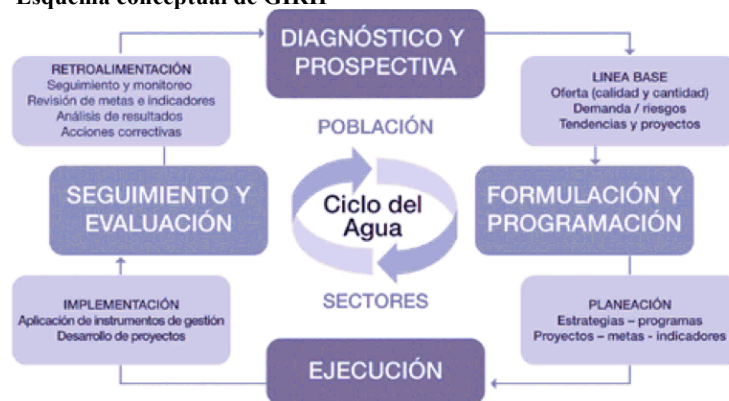 Esquema conceptual de GIRH
DIAGNÓSTICO Y
PROSPECTIVA
RETROALIMENTACIÓN
Seguimiento y monitoreo
Revisión de metas e indicadores
Análisis de resultados
Acciones correctivas
LINEA BASE
Oferta (calidad y cantidad)
Demanda / riesgos
Tendencias y proyectos
POBLACIÓN
SEGUIMIENTO Y
EVALUACIÓN
Ciclo del
Agua
FORMULACIÓN Y
PROGRAMACIÓN
SECTORES
IMPLEMENTACIÓN
Aplicación de instrumentos de gestión
Desarrollo de proyectos
PLANEACIÓN
Estrategias – programas
Proyectos – metas - indicadores
EJECUCIÓN